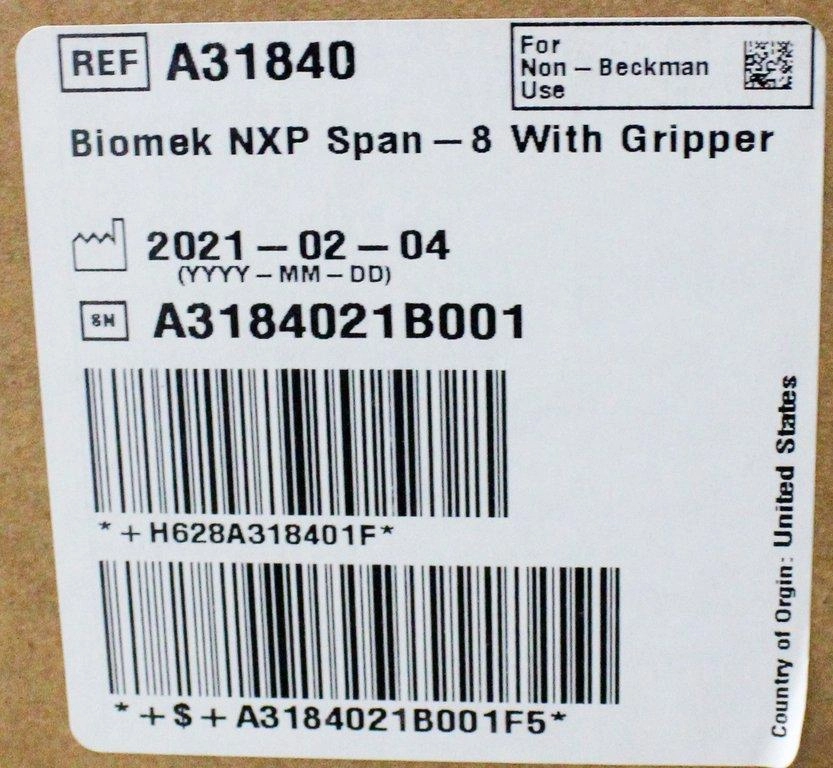 REF A31840
For
Non - Beckman
Use
Biomek NXP Span - 8 With Gripper
2021 - 02 - 04
(YYYY - MM - DD)
SN A3184021B001
*+H628A318401F*
*+$+A3184021B001F5*
Country of Orgin: United States